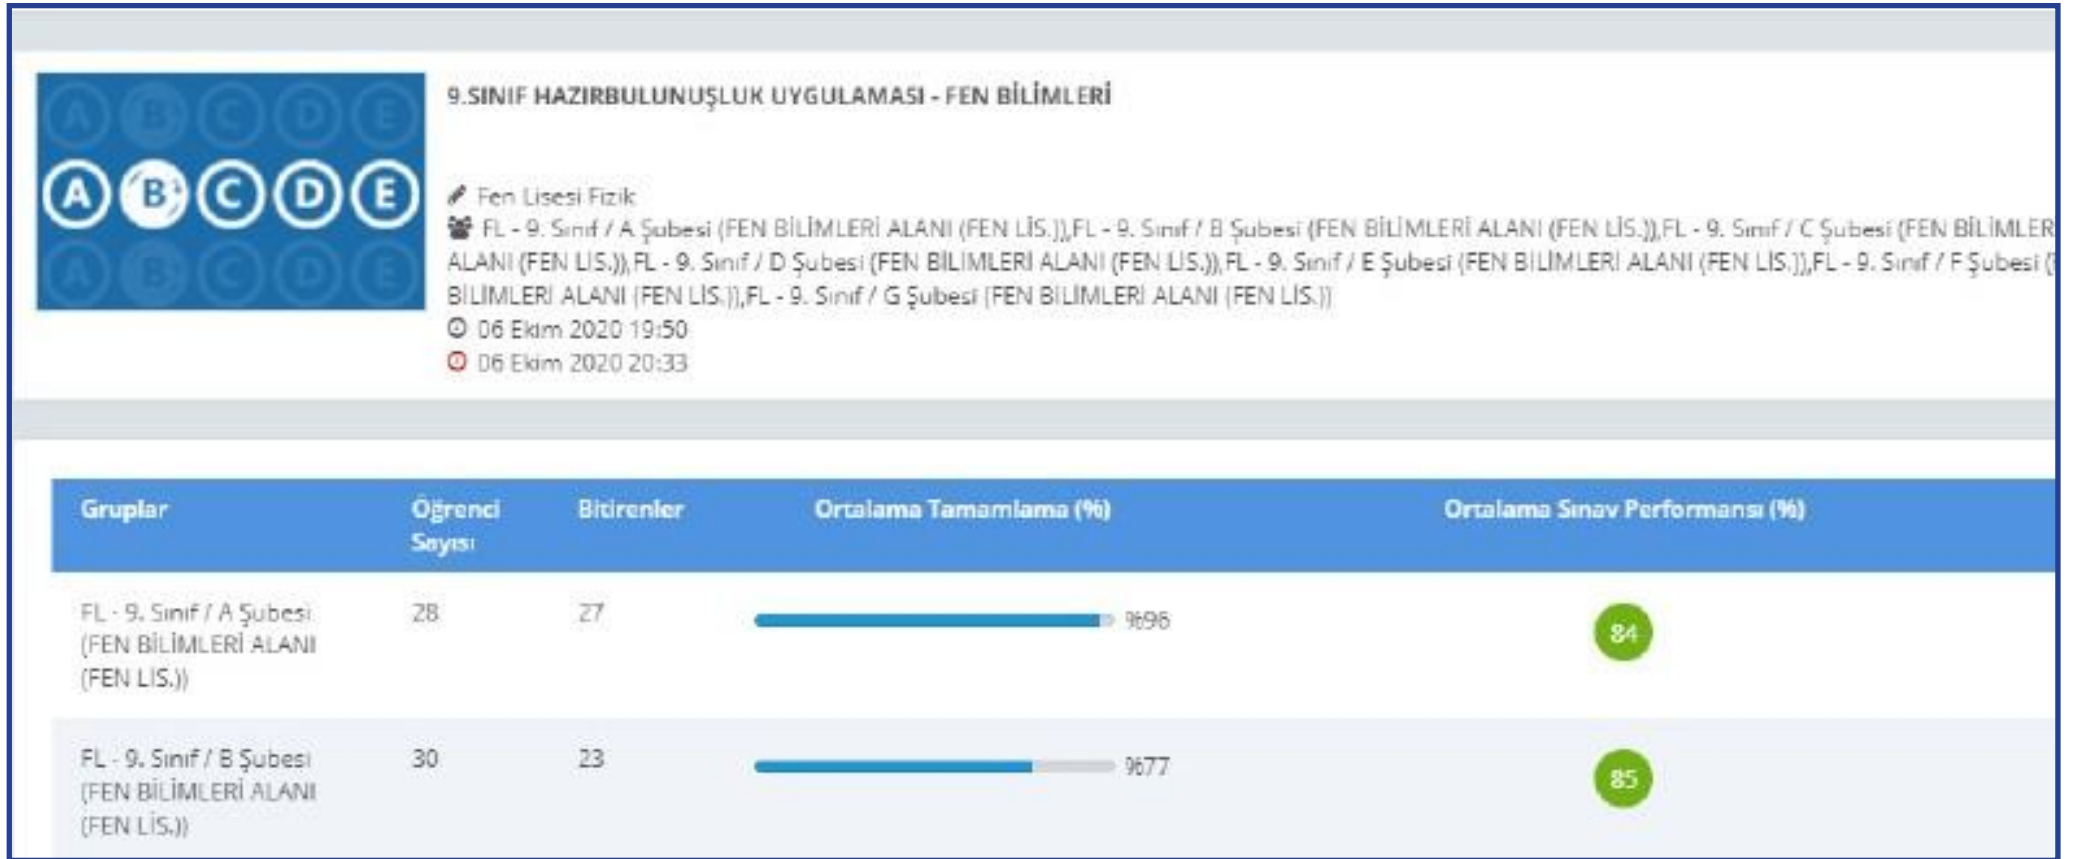 A B C D E
A B C D E
A B C D E
9.SINIF HAZIRBULUNUŞLUK UYGULAMASI - FEN BİLİMLERİ
Fen Lisesi Fizik
FL - 9. Sınıf / A Şubesi (FEN BİLİMLERİ ALANI (FEN LİS.)),FL - 9. Sınıf / B Şubesi (FEN BİLİMLERİ ALANI (FEN LİS.)),FL - 9. Sınıf / C Şubesi (FEN BİLİMLER
ALANI (FEN LİS.)),FL - 9. Sınıf / D Şubesi (FEN BİLİMLERİ ALANI (FEN LİS.)),FL - 9. Sınıf / E Şubesi (FEN BİLİMLERİ ALANI (FEN LİS.)),FL - 9. Sınıf / F Şubesi (
BİLİMLERİ ALANI (FEN LİS.)),FL - 9. Sınıf / G Şubesi (FEN BİLİMLERİ ALANI (FEN LİS.))
06 Ekim 2020 19:50
06 Ekim 2020 20:33
Gruplar Öğrenci Bitirenler Ortalama Tamamlama (%) Ortalama Sınav Performansı (%)
Sayısı
FL - 9. Sınıf / A Şubesi 28 27 %96 84
(FEN BİLİMLERİ ALANI
(FEN LİS.))
FL - 9. Sınıf / B Şubesi 30 23 %77 85
(FEN BİLİMLERİ ALANI
(FEN LİS.))